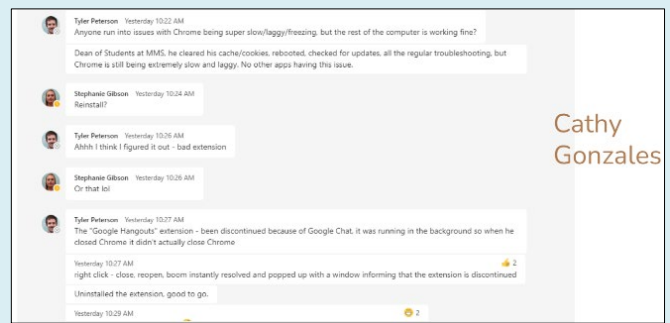 Tyler Peterson Yesterday 10:22 AM
Anyone run into issues with Chrome being super slow/laggy/freezing, but the rest of the computer is working fine?
Dean of Students at MMS, he cleared his cache/cookies, rebooted, checked for updates, all the regular troubleshooting, but
Chrome is still being extremely slow and laggy. No other apps having this issue.
Stephanie Gibson Yesterday 10:24 AM
Reinstall?
Tyler Peterson Yesterday 10:26 AM
Ahhh I think I figured it out - bad extension
Stephanie Gibson Yesterday 10:26 AM
Or that lol
Tyler Peterson Yesterday 10:27 AM
The "Google Hangouts" extension - been discontinued because of Google Chat, it was running in the background so when he
closed Chrome it didn't actually close Chrome
Yesterday 10:27 AM 2
right click - close, reopen, boom instantly resolved and popped up with a window informing that the extension is discontinued
Uninstalled the extension, good to go.
Yesterday 10:29 AM 2
Cathy
Gonzales